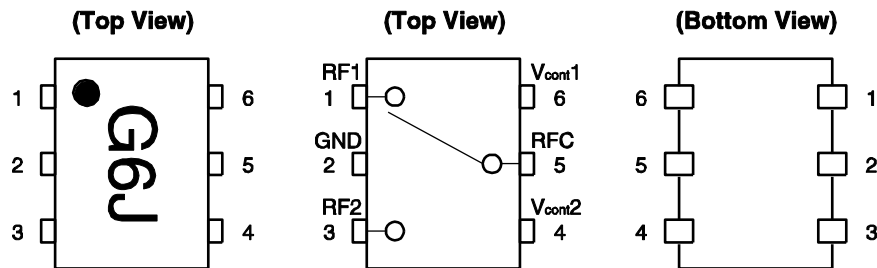 (Top View) (Top View) (Bottom View)
1 6
2 5
3 4
G6J
RF1 Vcont1
1 6
GND RFC
2 5
RF2 Vcont2
3 4
6 1
5 2
4 3